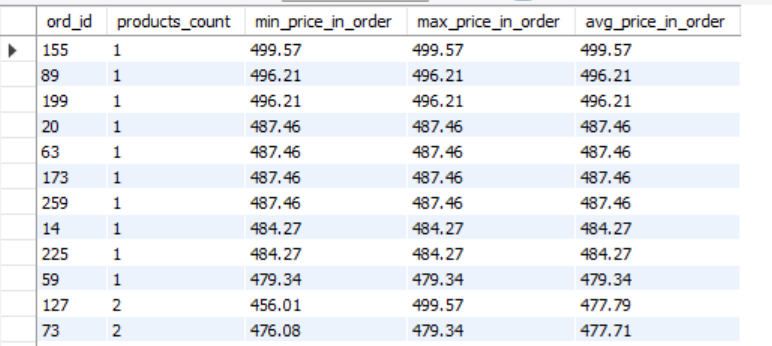 ord_id products_count min_price_in_order max_price_in_order avg_price_in_order
155 1 499.57 499.57 499.57
89 1 496.21 496.21 496.21
199 1 496.21 496.21 496.21
20 1 487.46 487.46 487.46
63 1 487.46 487.46 487.46
173 1 487.46 487.46 487.46
259 1 487.46 487.46 487.46
14 1 484.27 484.27 484.27
225 1 484.27 484.27 484.27
59 1 479.34 479.34 479.34
127 2 456.01 499.57 477.79
73 2 476.08 479.34 477.71